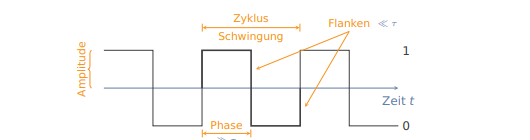 Zyklus
Schwingung
Flanken ≪ τ
Amplitude
1
Zeit t
0
Phase